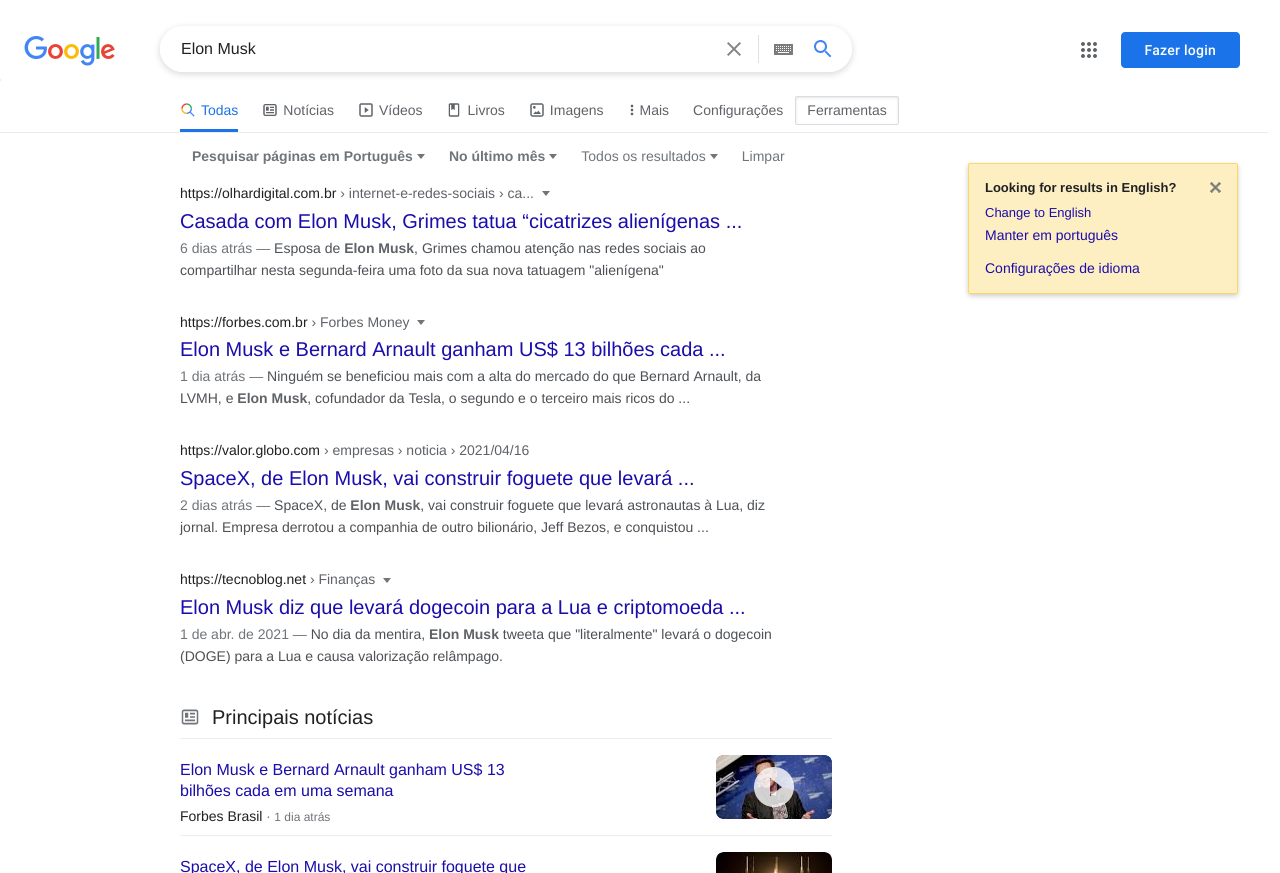 Google
Elon Musk
Fazer login
Todas Notícias Vídeos Livros Imagens Mais Configurações Ferramentas
Pesquisar páginas em Português No último mês Todos os resultados Limpar
https://olhardigital.com.br › internet-e-redes-sociais › ca...
Casada com Elon Musk, Grimes tatua “cicatrizes alienígenas ...
6 dias atrás — Esposa de Elon Musk, Grimes chamou atenção nas redes sociais ao
compartilhar nesta segunda-feira uma foto da sua nova tatuagem "alienígena"
https://forbes.com.br › Forbes Money
Elon Musk e Bernard Arnault ganham US$ 13 bilhões cada ...
1 dia atrás — Ninguém se beneficiou mais com a alta do mercado do que Bernard Arnault, da
LVMH, e Elon Musk, cofundador da Tesla, o segundo e o terceiro mais ricos do ...
https://valor.globo.com › empresas › noticia › 2021/04/16
SpaceX, de Elon Musk, vai construir foguete que levará ...
2 dias atrás — SpaceX, de Elon Musk, vai construir foguete que levará astronautas à Lua, diz
jornal. Empresa derrotou a companhia de outro bilionário, Jeff Bezos, e conquistou ...
https://tecnoblog.net › Finanças
Elon Musk diz que levará dogecoin para a Lua e criptomoeda ...
1 de abr. de 2021 — No dia da mentira, Elon Musk tweeta que "literalmente" levará o dogecoin
(DOGE) para a Lua e causa valorização relâmpago.
Principais notícias
Elon Musk e Bernard Arnault ganham US$ 13
bilhões cada em uma semana
Forbes Brasil · 1 dia atrás
SpaceX, de Elon Musk, vai construir foguete que
Looking for results in English?
Change to English
Manter em português
Configurações de idioma